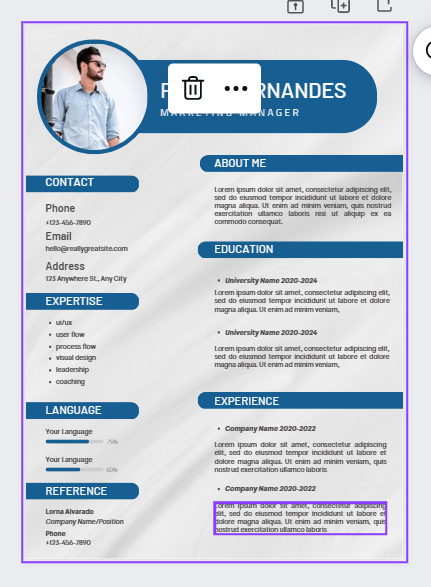 RNANDES
MARKETING MANAGER
CONTACT
Phone
+123-456-7890
Email
hello@reallygreatsite.com
Address
123 Anywhere St., Any City
EXPERTISE
• ui/ux
• user flow
• process flow
• visual design
• leadership
• coaching
LANGUAGE
Your Language
75%
Your Language
60%
REFERENCE
Lorna Alvarado
Company Name/Position
Phone
+123-456-7890
ABOUT ME
Lorem ipsum dolor sit amet, consectetur adipiscing elit,
sed do eiusmod tempor incididunt ut labore et dolore
magna aliqua. Ut enim ad minim veniam, quis nostrud
exercitation ullamco laboris nisi ut aliquip ex ea
commodo consequat.
EDUCATION
• University Name 2020-2024
Lorem ipsum dolor sit amet, consectetur adipiscing elit,
sed do eiusmod tempor incididunt ut labore et dolore
magna aliqua. Ut enim ad minim veniam,
• University Name 2020-2024
Lorem ipsum dolor sit amet, consectetur adipiscing elit,
sed do eiusmod tempor incididunt ut labore et dolore
magna aliqua. Ut enim ad minim veniam,
EXPERIENCE
• Company Name 2020-2022
Lorem ipsum dolor sit amet, consectetur adipiscing
elit, sed do eiusmod tempor incididunt ut labore et
dolore magna aliqua. Ut enim ad minim veniam, quis
nostrud exercitation ullamco laboris
• Company Name 2020-2022
Lorem ipsum dolor sit amet, consectetur adipiscing
elit, sed do eiusmod tempor incididunt ut labore et
dolore magna aliqua. Ut enim ad minim veniam, quis
nostrud exercitation ullamco laboris